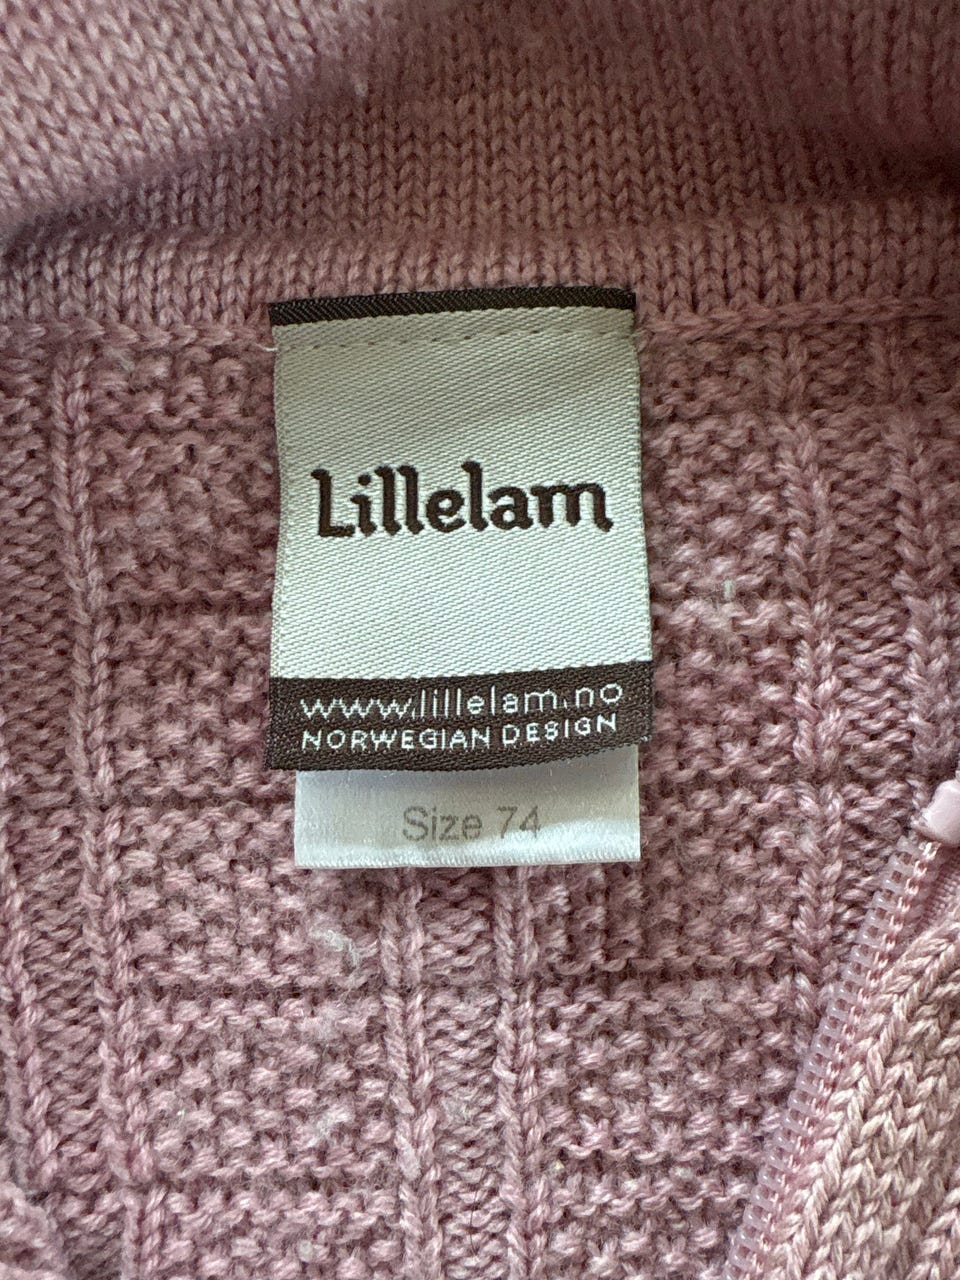 Lillelam
www.lillelam.no
NORWEGIAN DESIGN
Size 74